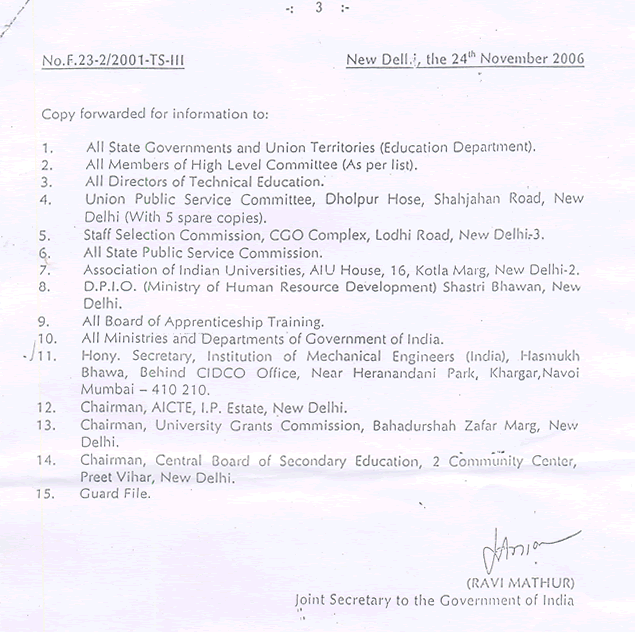 -: 3 :-
No.F.23-2/2001-TS-III New Delhi, the 24th November 2006
Copy forwarded for information to:
1. All State Governments and Union Territories (Education Department).
2. All Members of High Level Committee (As per list).
3. All Directors of Technical Education.
4. Union Public Service Committee, Dholpur Hose, Shahjahan Road, New
Delhi (With 5 spare copies).
5. Staff Selection Commission, CGO Complex, Lodhi Road, New Delhi-3.
6. All State Public Service Commission.
7. Association of Indian Universities, AIU House, 16, Kotla Marg, New Delhi-2.
8. D.P.I.O. (Ministry of Human Resource Development) Shastri Bhawan, New
Delhi.
9. All Board of Apprenticeship Training.
10. All Ministries and Departments of Government of India.
11. Hony. Secretary, Institution of Mechanical Engineers (India), Hasmukh
Bhawa, Behind CIDCO Office, Near Heranandani Park, Khargar,Navoi
Mumbai – 410 210.
12. Chairman, AICTE, I.P. Estate, New Delhi.
13. Chairman, University Grants Commission, Bahadurshah Zafar Marg, New
Delhi.
14. Chairman, Central Board of Secondary Education, 2 Community Center,
Preet Vihar, New Delhi.
15. Guard File.
(RAVI MATHUR)
Joint Secretary to the Government of India